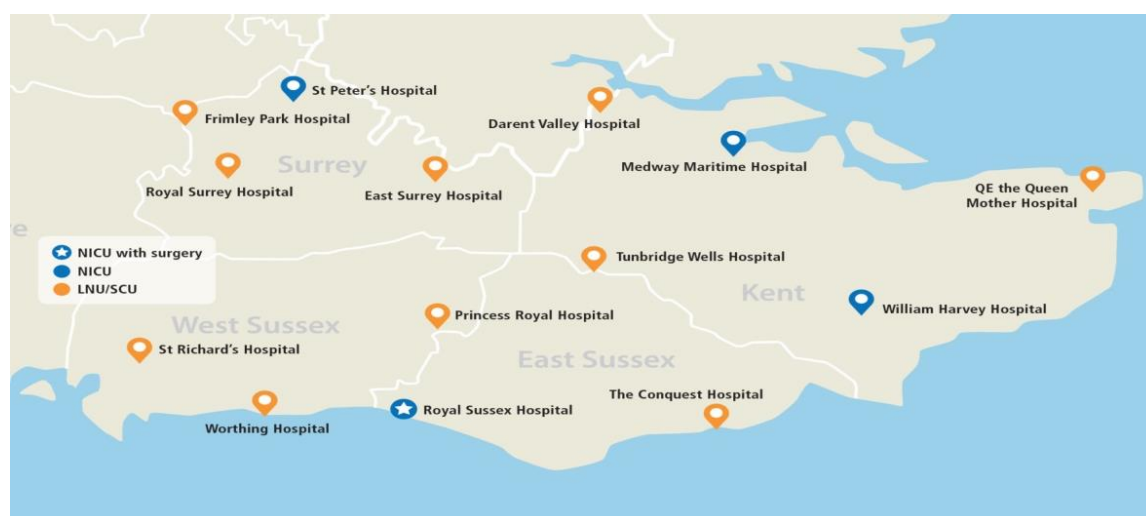 St Peter's Hospital
Frimley Park Hospital
Darent Valley Hospital
Surrey
Medway Maritime Hospital
Royal Surrey Hospital
East Surrey Hospital
QE the Queen
Mother Hospital
e
NICU with surgery
NICU
LNU/SCU
Tunbridge Wells Hospital
Kent
William Harvey Hospital
West Sussex
Princess Royal Hospital
St Richard's Hospital
East Sussex
The Conquest Hospital
Royal Sussex Hospital
Worthing Hospital